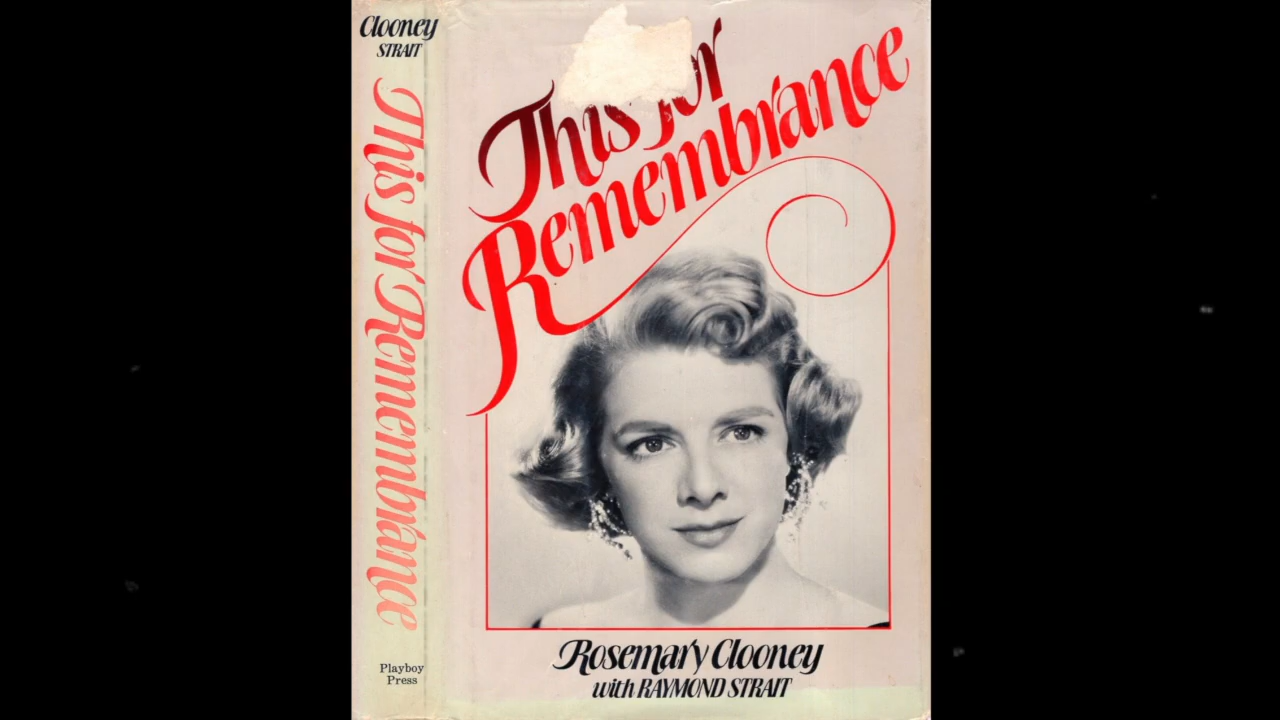 Clooney
STRAIT
This for Remembrance
Playboy
Press
This for
Remembrance
Rosemary Clooney
with RAYMOND STRAIT